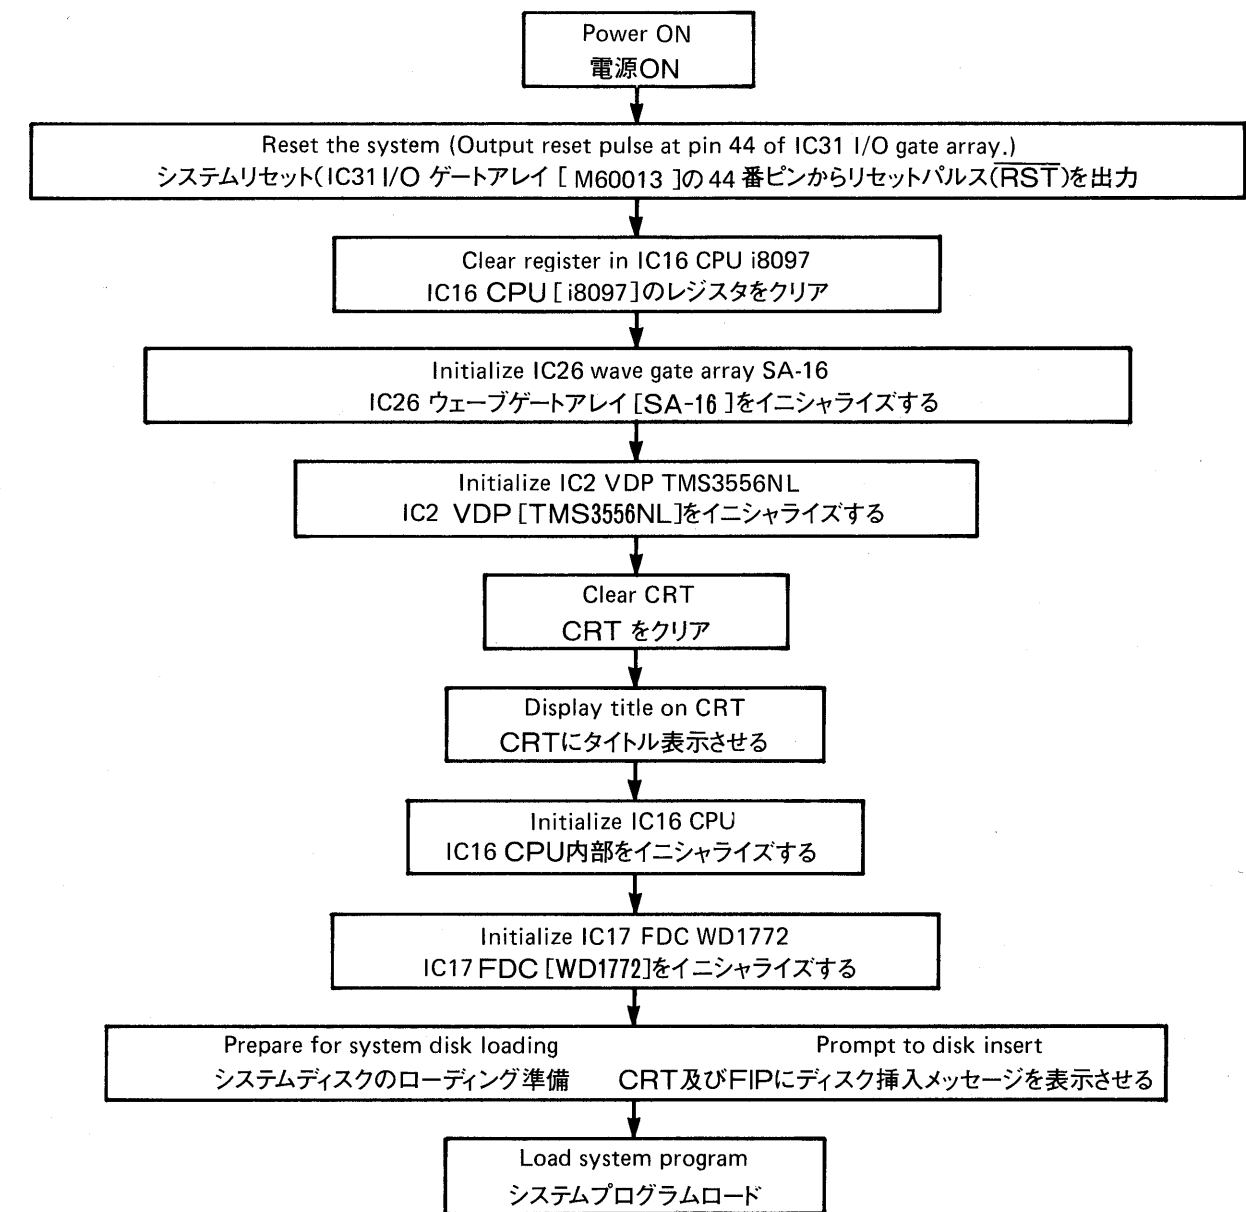 Power ON
電源ON
Reset the system (Output reset pulse at pin 44 of IC31 I/O gate array.)
システムリセット(IC31 I/O ゲートアレイ[ M60013 ]の44番ピンからリセットパルス(R̅S̅T̅)を出力
Clear register in IC16 CPU i8097
IC16 CPU[ i8097]のレジスタをクリア
Initialize IC26 wave gate array SA-16
IC26 ウェーブゲートアレイ[SA-16 ]をイニシャライズする
Initialize IC2 VDP TMS3556NL
IC2 VDP[TMS3556NL]をイニシャライズする
Clear CRT
CRT をクリア
Display title on CRT
CRTにタイトル表示させる
Initialize IC16 CPU
IC16 CPU内部をイニシャライズする
Initialize IC17 FDC WD1772
IC17 FDC [WD1772]をイニシャライズする
Prepare for system disk loading Prompt to disk insert
システムディスクのローディング準備 CRT及びFIPにディスク挿入メッセージを表示させる
Load system program
システムプログラムロード